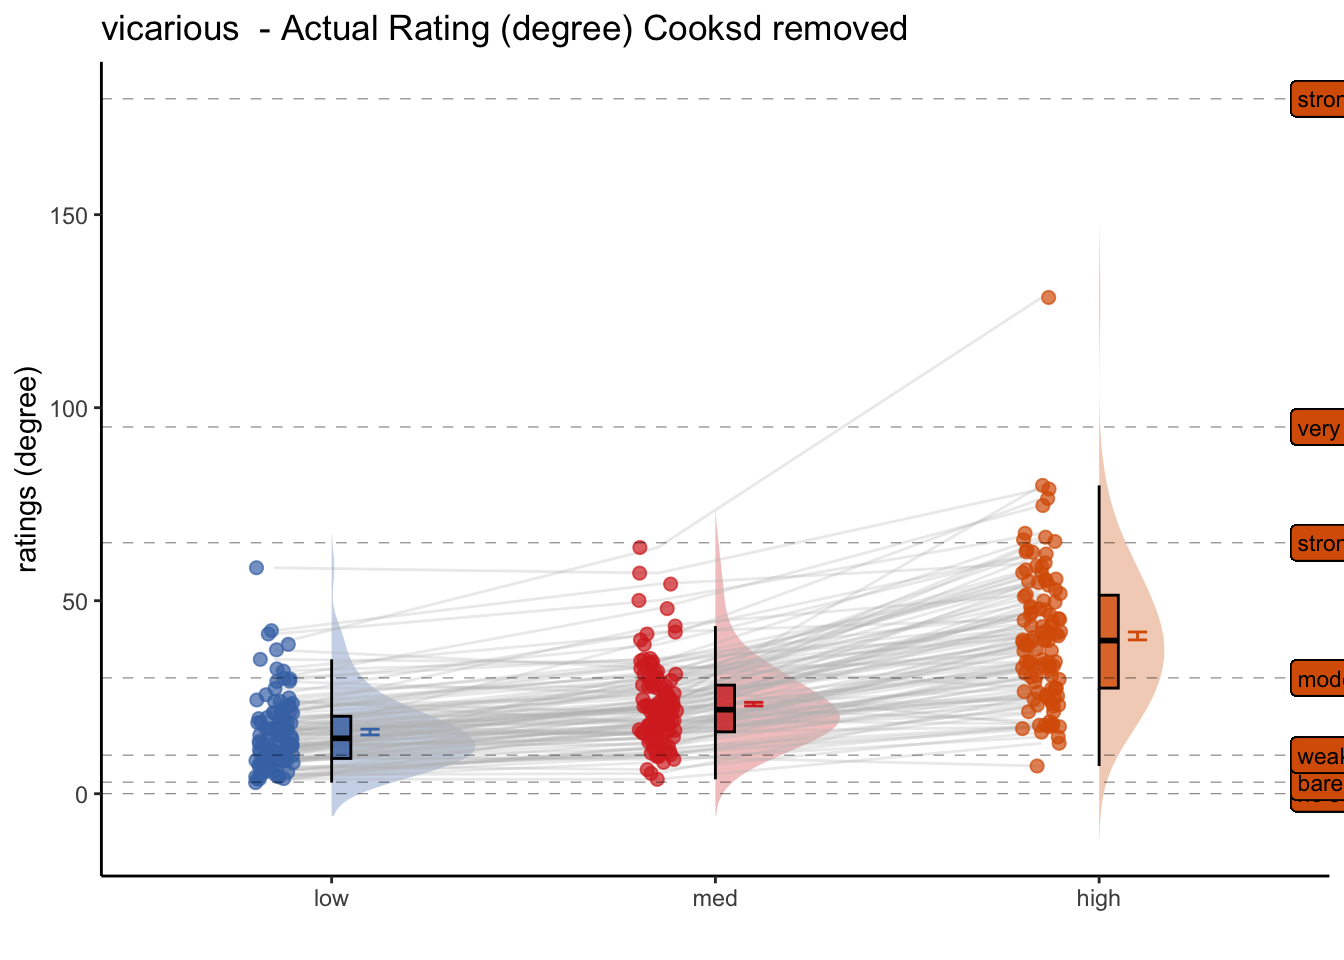 vicarious  - Actual Rating (degree) Cooksd removed
ratings (degree)
150
100
50
0
low
med
high
stron
very
stron
mode
weak
bare